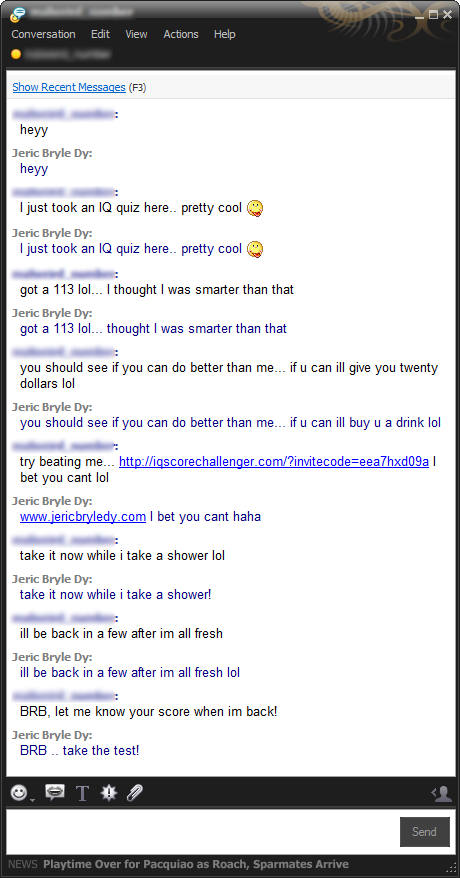 Conversation Edit View Actions Help
Show Recent Messages (F3)
heyy
Jeric Bryle Dy:
heyy
I just took an IQ quiz here.. pretty cool
Jeric Bryle Dy:
I just took an IQ quiz here.. pretty cool
got a 113 lol... I thought I was smarter than that
Jeric Bryle Dy:
got a 113 lol... thought I was smarter than that
you should see if you can do better than me... if u can ill give you twenty
dollars lol
Jeric Bryle Dy:
you should see if you can do better than me... if u can ill buy u a drink lol
try beating me... http://iqscorechallenger.com/?invitecode=eea7hxd09a I
bet you cant lol
Jeric Bryle Dy:
www.jericbryledy.com I bet you cant haha
take it now while i take a shower lol
Jeric Bryle Dy:
take it now while i take a shower!
ill be back in a few after im all fresh
Jeric Bryle Dy:
ill be back in a few after im all fresh lol
BRB, let me know your score when im back!
Jeric Bryle Dy:
BRB .. take the test!
Send
NEWS Playtime Over for Pacquiao as Roach, Sparmates Arrive